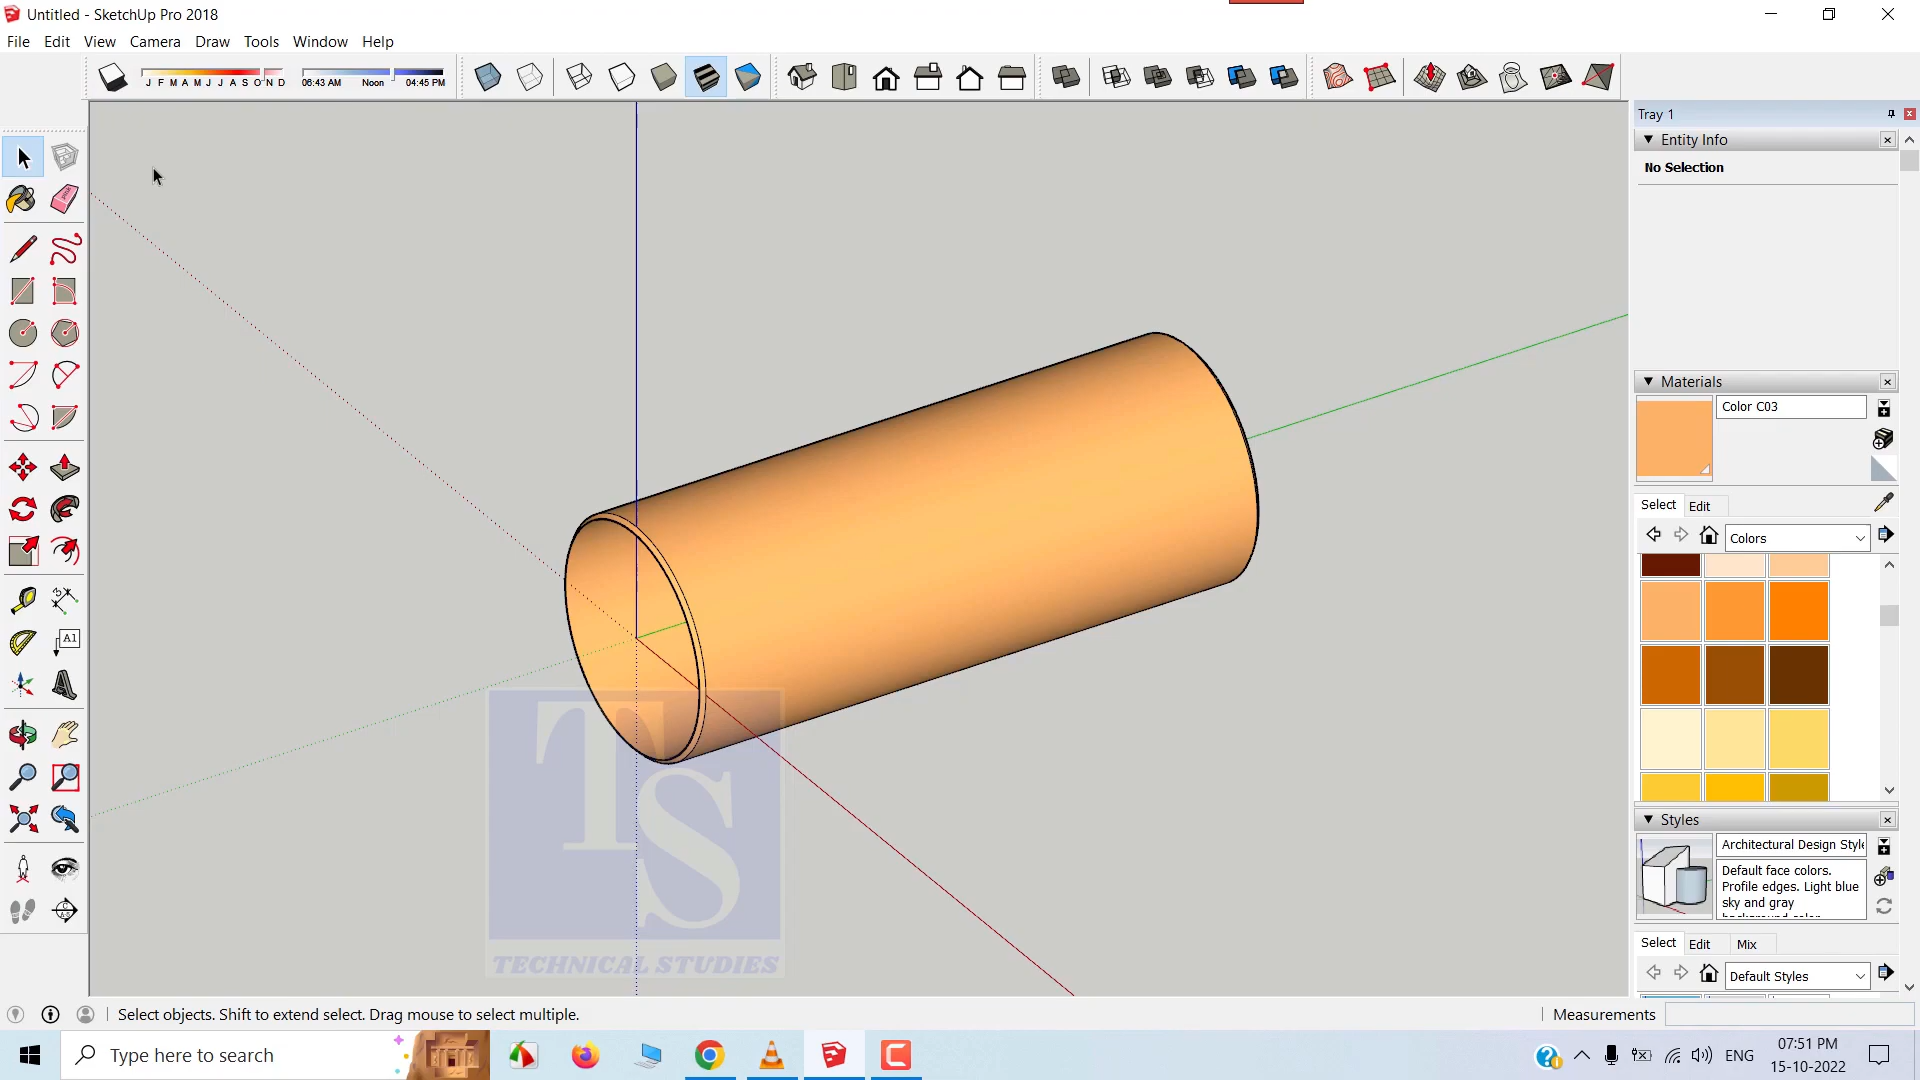 Untitled - SketchUp Pro 2018
File Edit View Camera Draw Tools Window Help
J F M A M J J A S O N D
06:43 AM Noon 04:45 PM
Tray 1
Entity Info
No Selection
Materials
Color C03
Select Edit
Colors
A1
TS
TECHNICAL STUDIES
Styles
Architectural Design Style
Default face colors.
Profile edges. Light blue
sky and gray
Select Edit Mix
Default Styles
Select objects. Shift to extend select. Drag mouse to select multiple.
Measurements
Type here to search
ENG
07:51 PM
15-10-2022